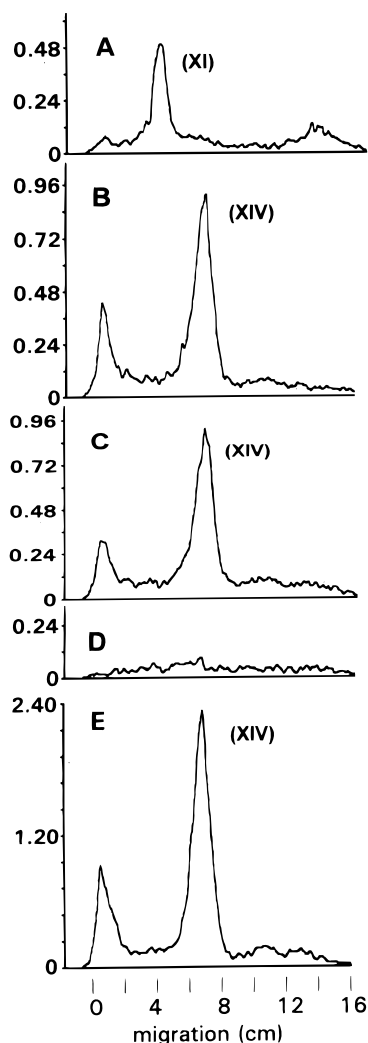 A
(XI)
0.48
0.24
0
B
0.96
(XIV)
0.72
0.48
0.24
0
C
0.96
(XIV)
0.72
0.48
0.24
0
D
0.24
0
E
2.40
(XIV)
1.20
0
0 4 8 12 16
migration (cm)